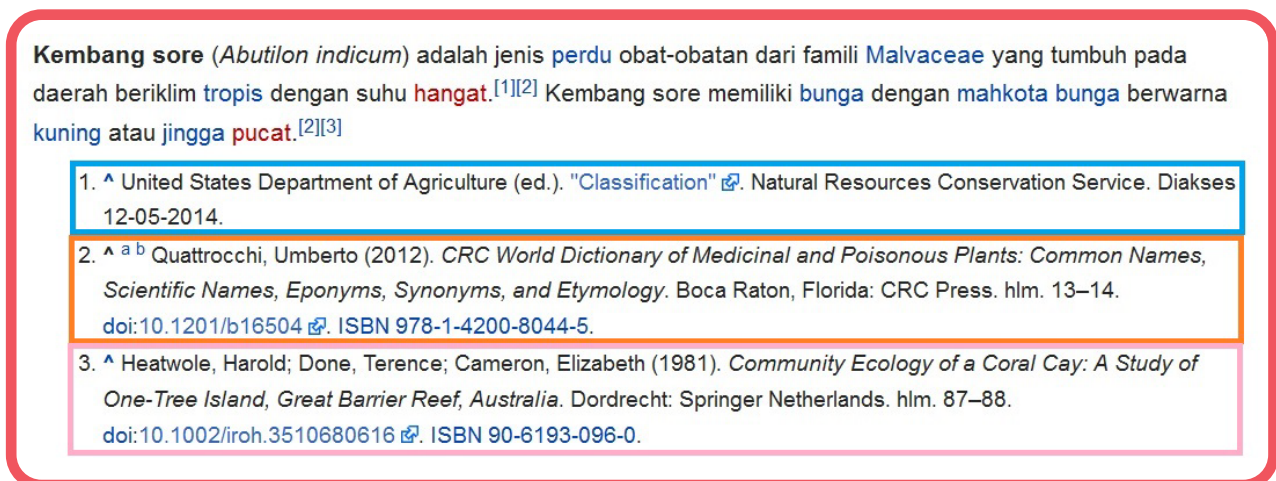 Kembang sore (Abutilon indicum) adalah jenis perdu obat-obatan dari famili Malvaceae yang tumbuh pada
daerah beriklim tropis dengan suhu hangat.[1][2] Kembang sore memiliki bunga dengan mahkota bunga berwarna
kuning atau jingga pucat.[2][3]
1. ^ United States Department of Agriculture (ed.). "Classification". Natural Resources Conservation Service. Diakses
12-05-2014.
2. ^ a b Quattrocchi, Umberto (2012). CRC World Dictionary of Medicinal and Poisonous Plants: Common Names,
Scientific Names, Eponyms, Synonyms, and Etymology. Boca Raton, Florida: CRC Press. hlm. 13–14.
doi:10.1201/b16504. ISBN 978-1-4200-8044-5.
3. ^ Heatwole, Harold; Done, Terence; Cameron, Elizabeth (1981). Community Ecology of a Coral Cay: A Study of
One-Tree Island, Great Barrier Reef, Australia. Dordrecht: Springer Netherlands. hlm. 87–88.
doi:10.1002/iroh.3510680616. ISBN 90-6193-096-0.